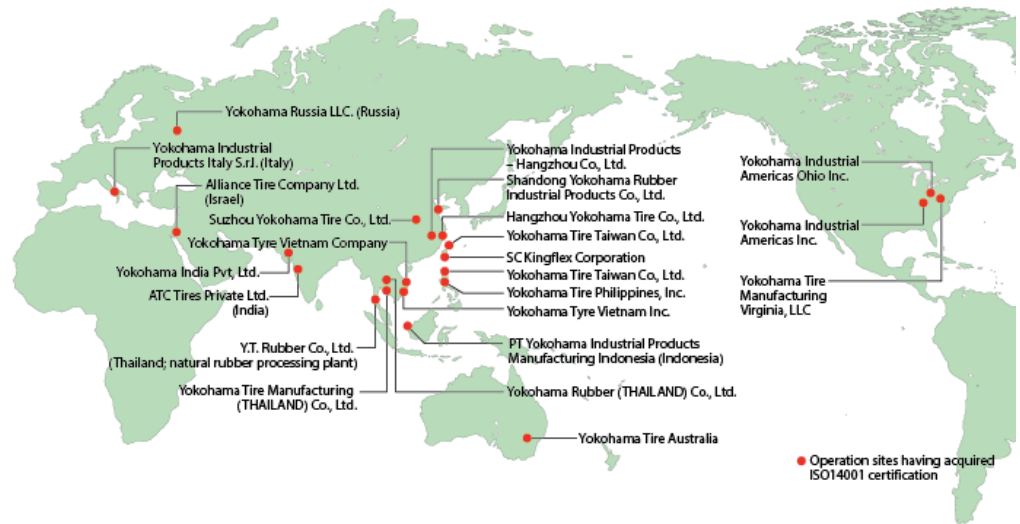 Yokohama Russia LLC. (Russia)
Yokohama Industrial
Products Italy S.r.l. (Italy)
Alliance Tire Company Ltd.
(Israel)
Suzhou Yokohama Tire Co., Ltd.
Yokohama Tyre Vietnam Company
Yokohama India Pvt, Ltd.
ATC Tires Private Ltd.
(India)
Y.T. Rubber Co., Ltd.
(Thailand; natural rubber processing plant)
Yokohama Tire Manufacturing
(THAILAND) Co., Ltd.
Yokohama Industrial Products
– Hangzhou Co., Ltd.
Shandong Yokohama Rubber
Industrial Products Co., Ltd.
Hangzhou Yokohama Tire Co., Ltd.
Yokohama Tire Taiwan Co., Ltd.
SC Kingflex Corporation
Yokohama Tire Taiwan Co., Ltd.
Yokohama Tire Philippines, Inc.
Yokohama Tyre Vietnam Inc.
PT Yokohama Industrial Products
Manufacturing Indonesia (Indonesia)
Yokohama Rubber (THAILAND) Co., Ltd.
Yokohama Tire Australia
Yokohama Industrial
Americas Ohio Inc.
Yokohama Industrial
Americas Inc.
Yokohama Tire
Manufacturing
Virginia, LLC
Operation sites having acquired
ISO14001 certification